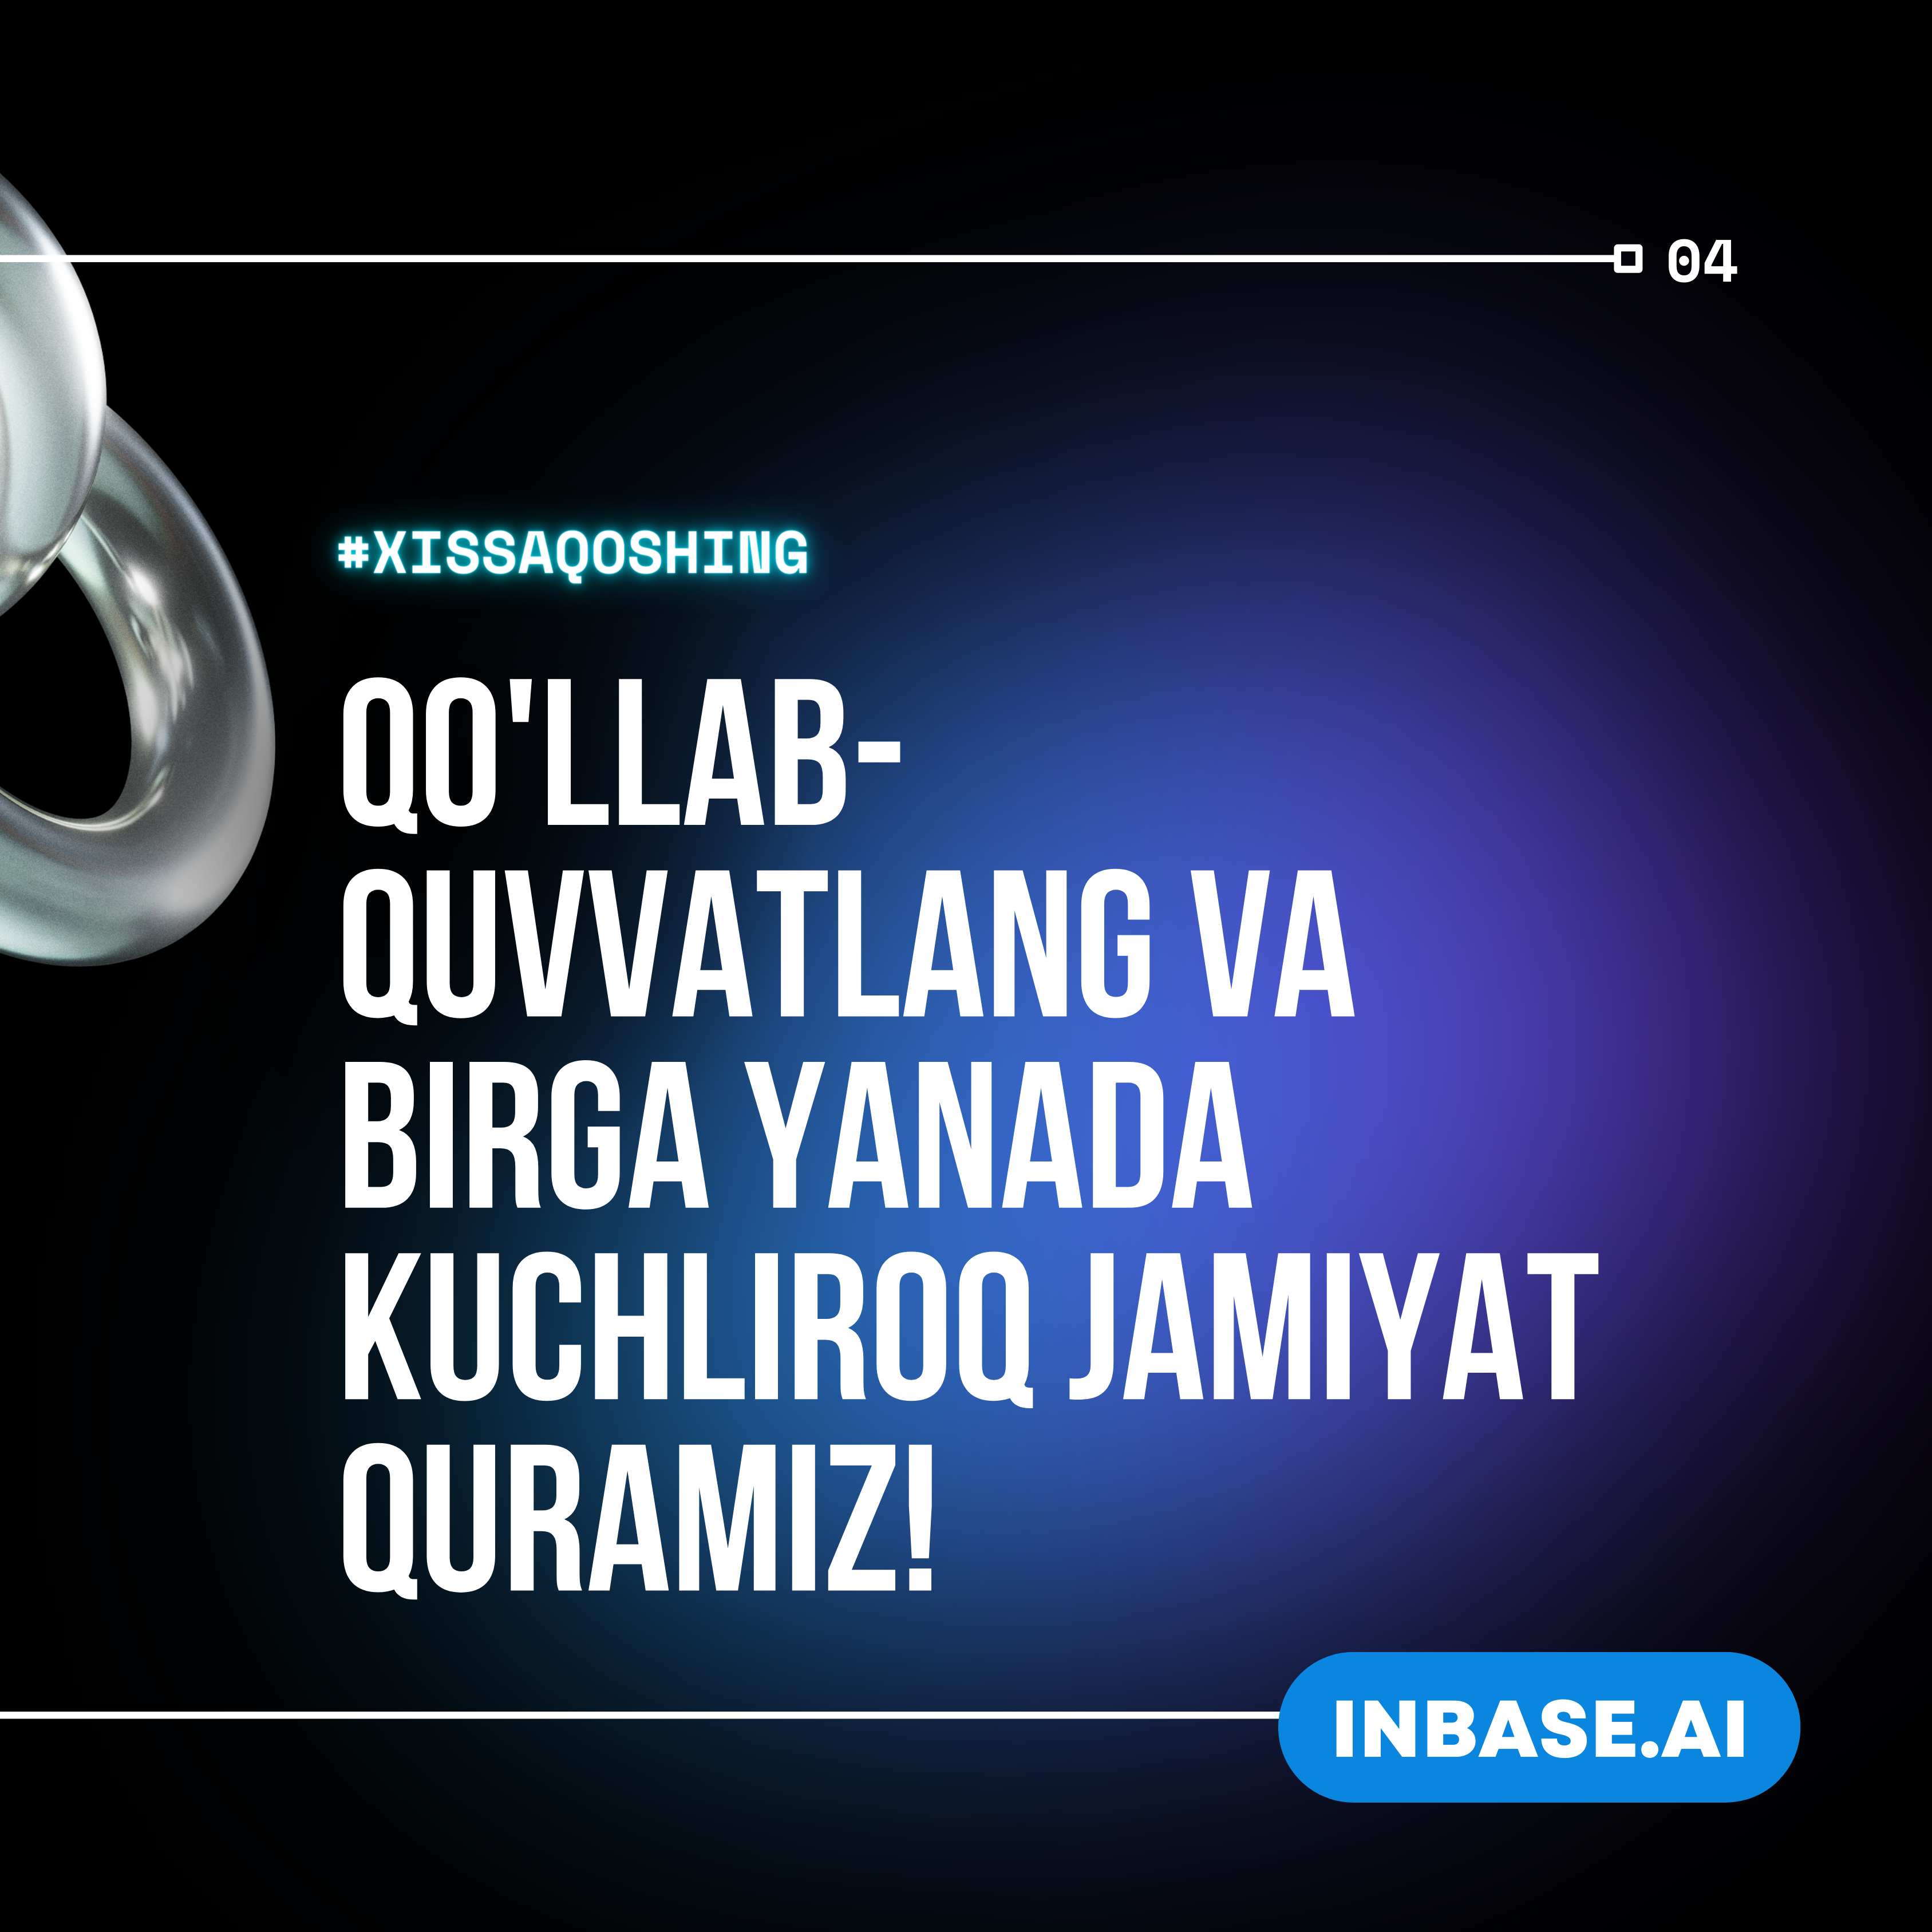 04
#XISSAQOSHING
QO'LLAB-
QUVVATLANG VA
BIRGA YANADA
KUCHLIROQ JAMIYAT
QURAMIZ!
INBASE.AI